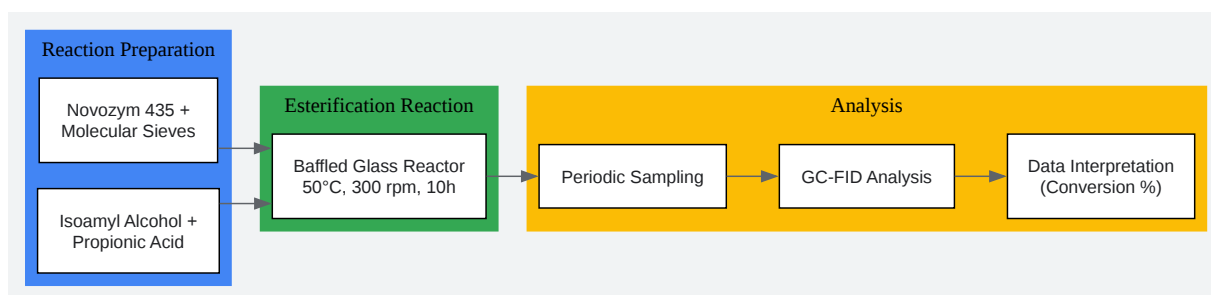 Reaction Preparation
Novozym 435 +
Molecular Sieves
Isoamyl Alcohol +
Propionic Acid
Esterification Reaction
Baffled Glass Reactor
50°C, 300 rpm, 10h
Analysis
Periodic Sampling
GC-FID Analysis
Data Interpretation
(Conversion %)